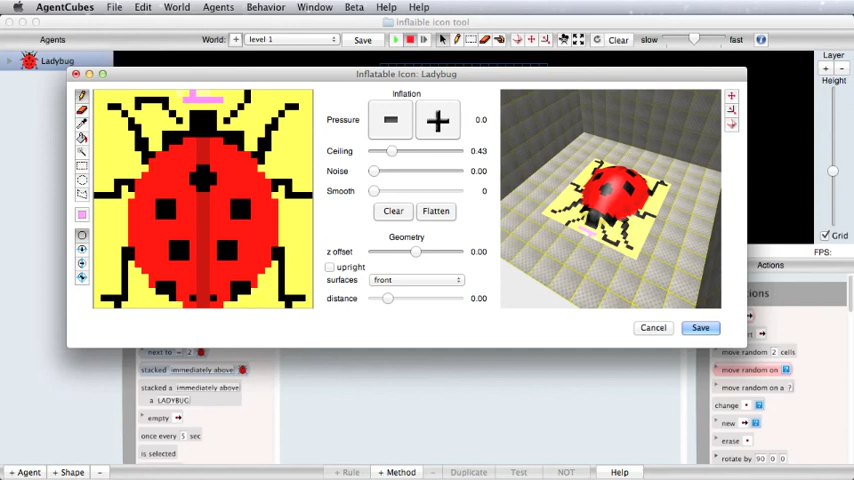 AgentCubes File Edit World Agents Behavior Window Beta Help Help
inflaible icon tool
Agents World: + level 1 Save Clear slow fast
Ladybug
Layer
Height
Inflatable Icon: Ladybug
Inflation
Pressure 0.0
Ceiling 0.43
Noise 0.00
Smooth 0
Clear Flatten
Geometry
z offset 0.00
upright
surfaces front
distance 0.00
Cancel Save
Grid
FPS:
Actions
next to = 2
stacked immediately above
stacked a immediately above
a LADYBUG
empty
once every 5 sec
is selected
move random 2 cells
move random on ?
move random on a ?
change
new
erase
rotate by 90 0 0
+ Agent + Shape - + Rule + Method - Duplicate Test NOT Help